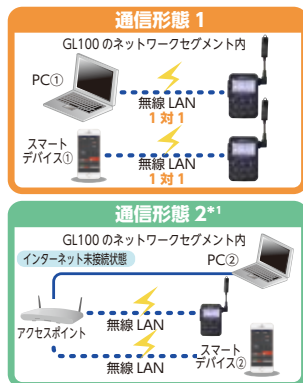 通信形態 1
GL100 のネットワークセグメント内
PC①
無線 LAN
1 対 1
スマート
デバイス①
無線 LAN
1 対 1
通信形態 2*1
GL100 のネットワークセグメント内
インターネット未接続状態
PC②
アクセスポイント
無線 LAN
スマート
デバイス②
無線 LAN